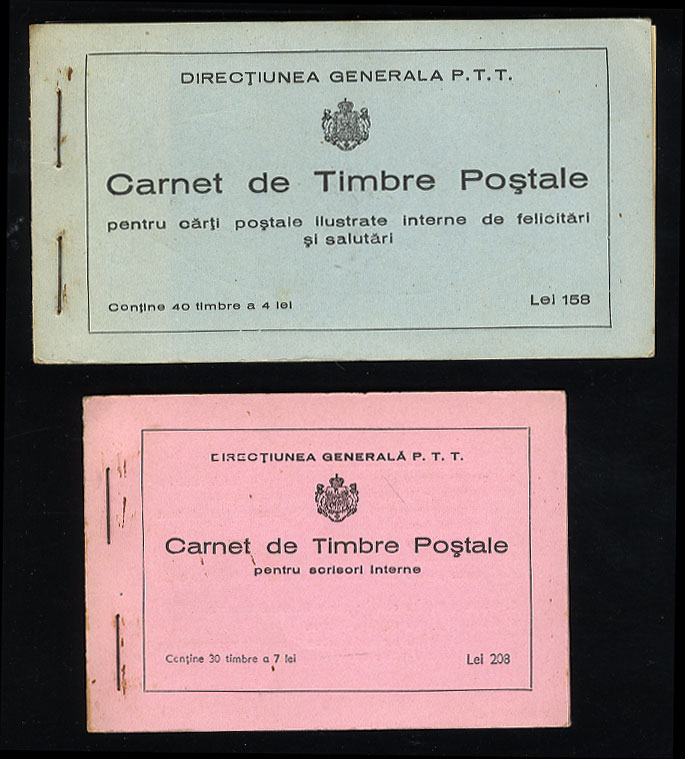 DIRECŢIUNEA GENERALA P.T.T.
Carnet de Timbre Poştale
pentru cărţi poştale ilustrate interne de felicitări
şi salutări
Conţine 40 timbre a 4 lei
Lei 158
DIRECŢIUNEA GENERALĂ P. T. T.
Carnet de Timbre Poştale
pentru scrisori interne
Conţine 30 timbre a 7 lei
Lei 208